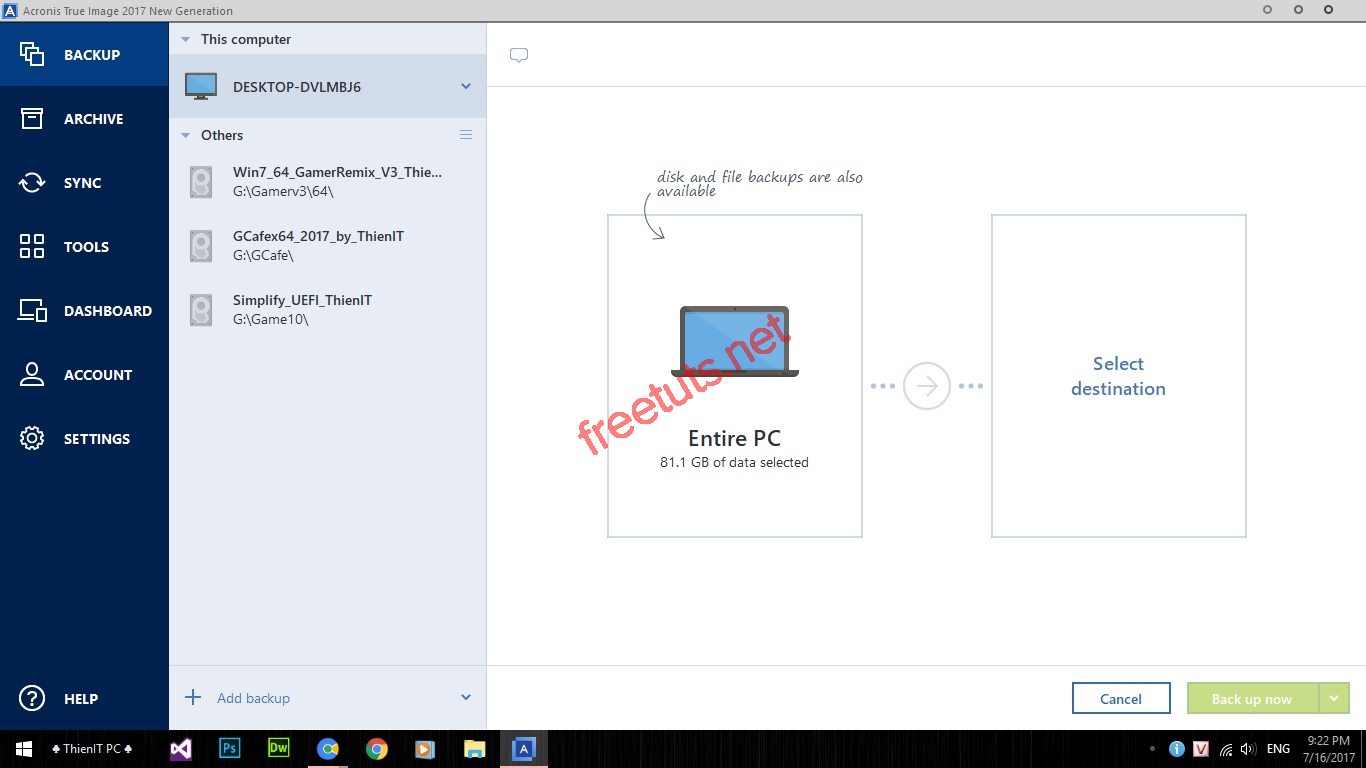 Acronis True Image 2017 New Generation
BACKUP
ARCHIVE
SYNC
TOOLS
DASHBOARD
ACCOUNT
SETTINGS
HELP
This computer
DESKTOP-DVLMBJ6
Others
Win7_64_GamerRemix_V3_Thie...
G:\Gamerv3\64\
GCafex64_2017_by_ThienIT
G:\GCafe\
Simplify_UEFI_ThienIT
G:\Game10\
Add backup
disk and file backups are also
available
freetuts.net
Entire PC
81.1 GB of data selected
Select
destination
Cancel
Back up now
♣ ThienIT PC ♣
Ps
Dw
A
V
ENG
9:22 PM
7/16/2017